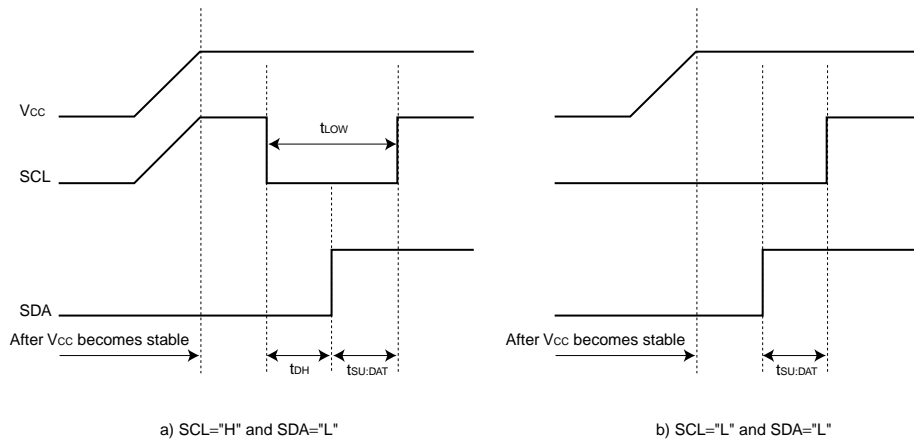 VCC
tLOW
SCL
SDA
After VCC becomes stable
tDH
tSU:DAT
a) SCL="H" and SDA="L"
After VCC becomes stable
tSU:DAT
b) SCL="L" and SDA="L"